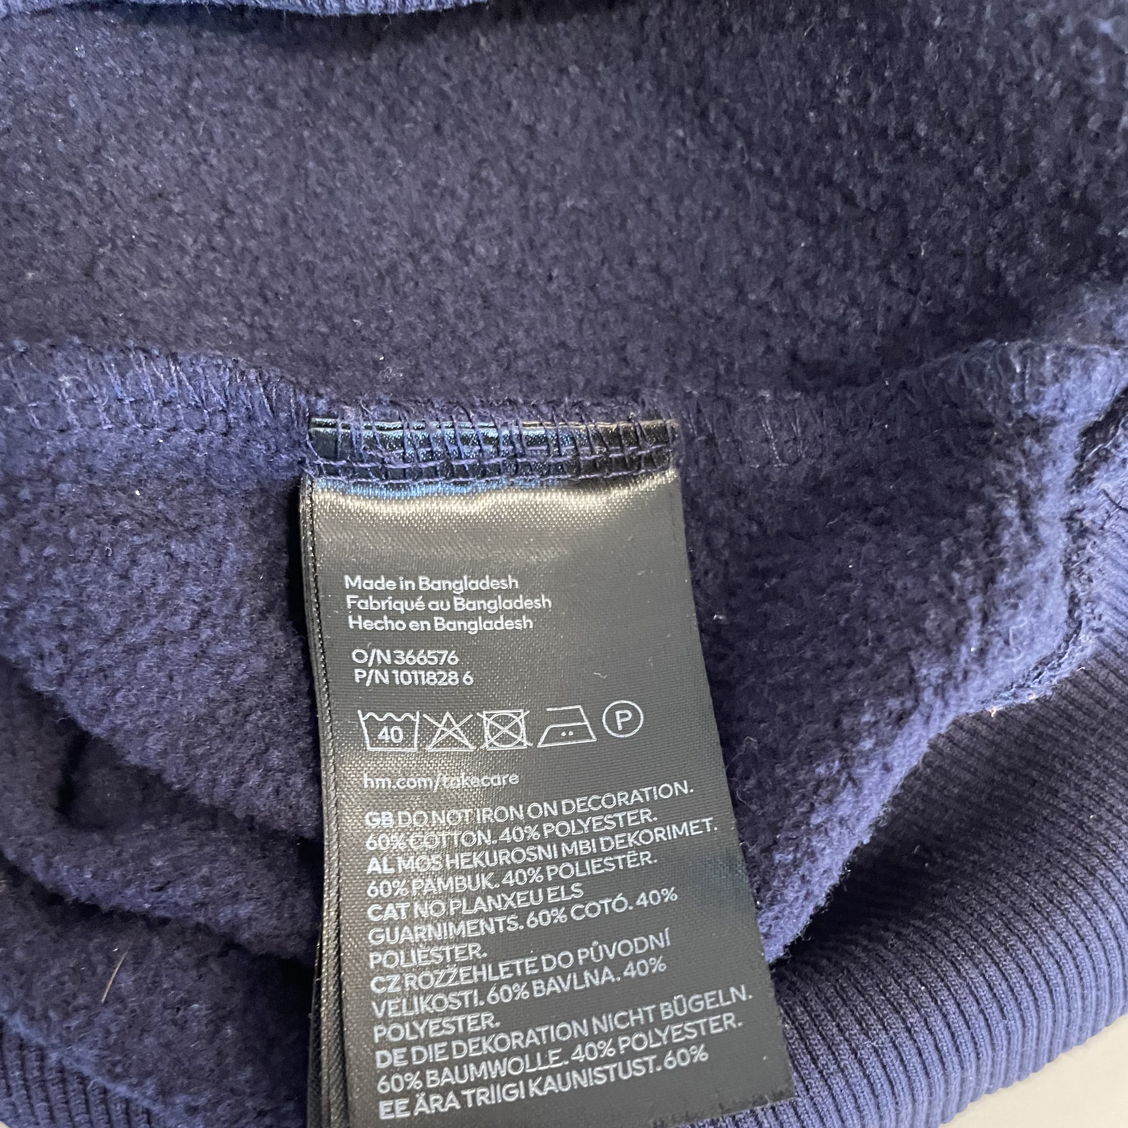 Made in Bangladesh
Fabriqué au Bangladesh
Hecho en Bangladesh
O/N 366576
P/N 1011828 6
40 P
hm.com/takecare
GB DO NOT IRON ON DECORATION.
60% COTTON. 40% POLYESTER.
AL MOS HEKUROSNI MBI DEKORIMET.
60% PAMBUK. 40% POLIESTËR.
CAT NO PLANXEU ELS
GUARNIMENTS. 60% COTÓ. 40%
POLIÈSTER.
CZ ROZŽEHLETE DO PŮVODNÍ
VELIKOSTI. 60% BAVLNA. 40%
POLYESTER.
DE DIE DEKORATION NICHT BÜGELN.
60% BAUMWOLLE. 40% POLYESTER.
EE ÄRA TRIIGI KAUNISTUST. 60%